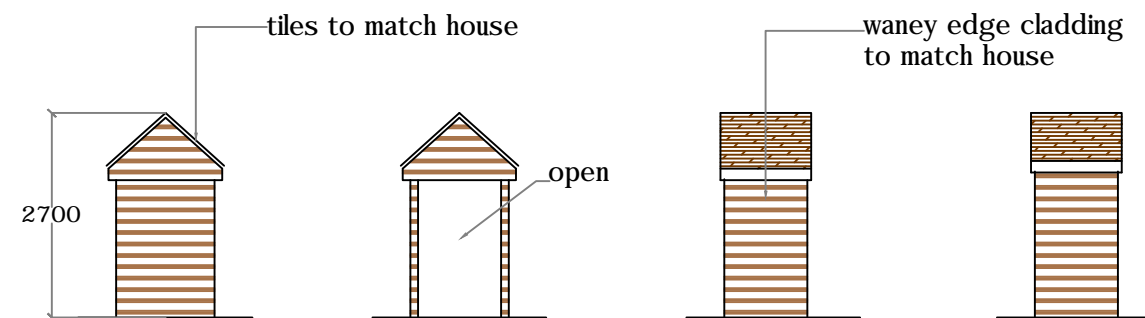 tiles to match house
waney edge cladding
to match house
open
2700